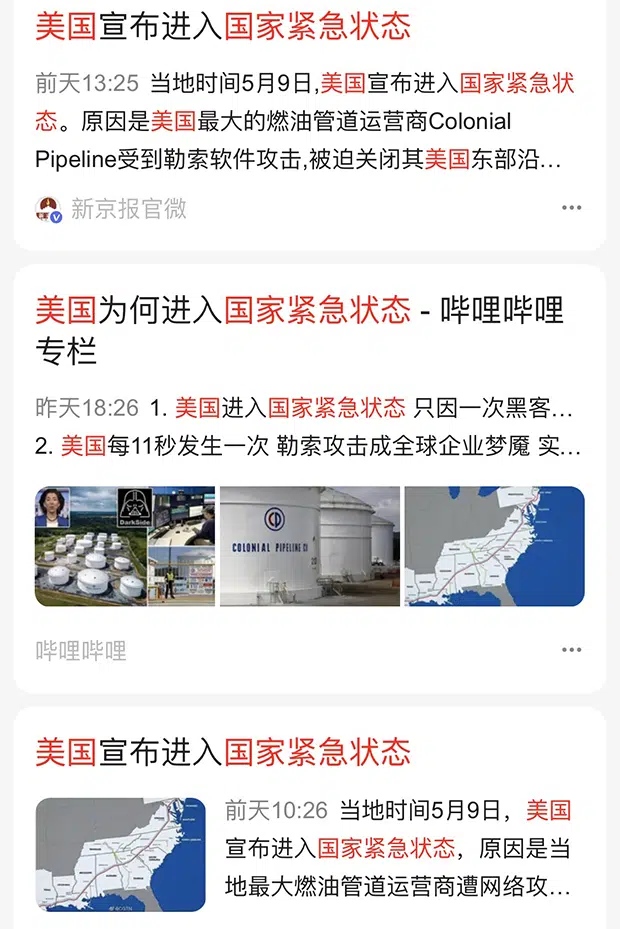 美国宣布进入国家紧急状态
前天13:25 当地时间5月9日,美国宣布进入国家紧急状
态。原因是美国最大的燃油管道运营商Colonial
Pipeline受到勒索软件攻击,被迫关闭其美国东部沿…
新京报官微
美国为何进入国家紧急状态 - 哔哩哔哩
专栏
昨天18:26 1. 美国进入国家紧急状态 只因一次黑客…
2. 美国每11秒发生一次 勒索攻击成全球企业梦魇 实…
DarkSide
COLONIAL PIPELINE CO
哔哩哔哩
美国宣布进入国家紧急状态
前天10:26 当地时间5月9日，美国
宣布进入国家紧急状态，原因是当
地最大燃油管道运营商遭网络攻…